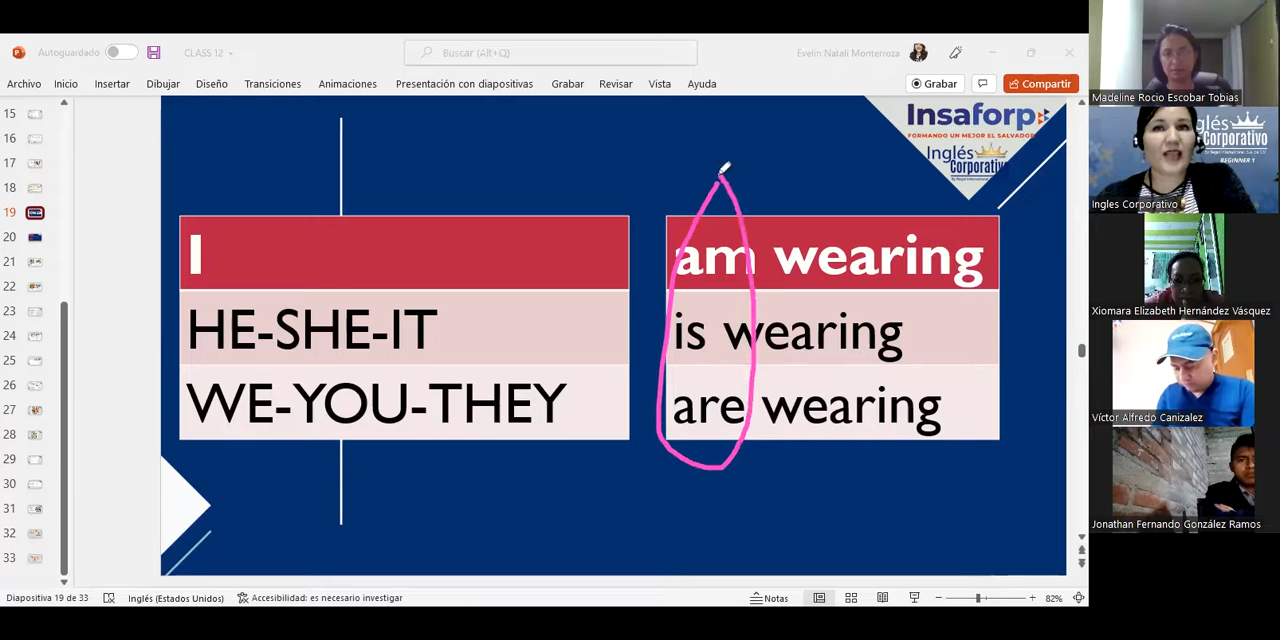 Autoguardado
CLASS 12
Buscar (Alt+Q)
Evelin Natali Monterroza
Archivo Inicio Insertar Dibujar Diseño Transiciones Animaciones Presentación con diapositivas Grabar Revisar Vista Ayuda
Grabar
Compartir
15
16
17
18
19
20
21
22
23
24
25
26
27
28
29
30
31
32
33
Insaforp
FORMANDO UN MEJOR EL SALVADOR
Inglés
Corporativo
I am wearing
HE-SHE-IT is wearing
WE-YOU-THEY are wearing
Diapositiva 19 de 33 Inglés (Estados Unidos) Accesibilidad: es necesario investigar Notas 82%
Madeline Rocio Escobar Tobias
glés
Corporativo
BEGINNER 1
Ingles Corporativo
Xiomara Elizabeth Hernández Vásquez
Víctor Alfredo Canizalez
Jonathan Fernando González Ramos